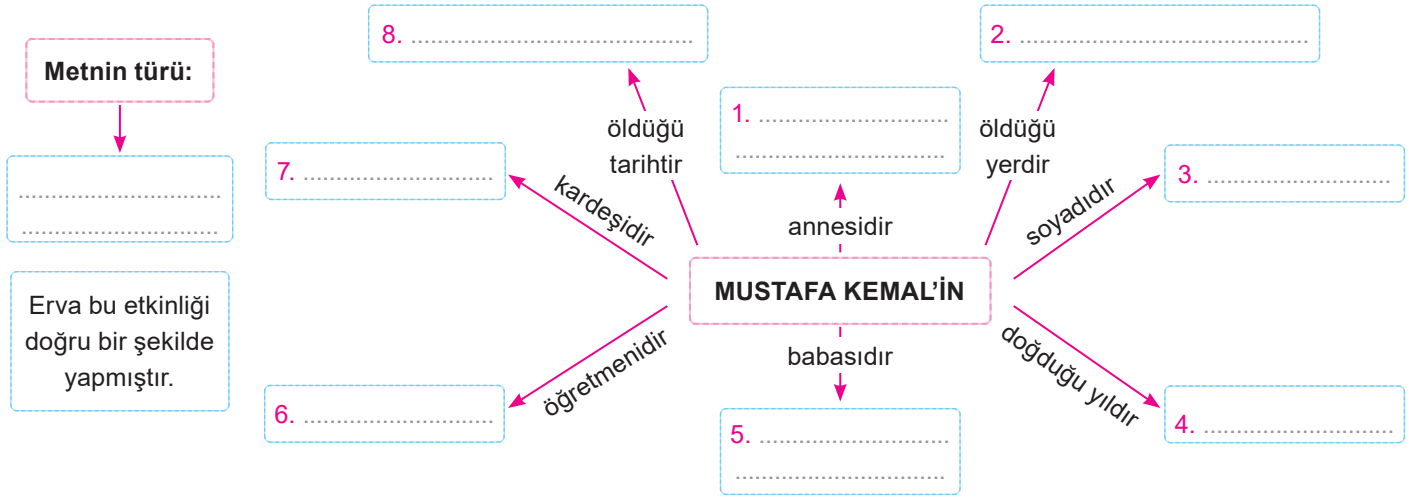 Metnin türü:
........................................
........................................
Erva bu etkinliği
doğru bir şekilde
yapmıştır.
8. ........................................
2. ........................................
öldüğü
tarihtir
1. ........................................
........................................
öldüğü
yerdir
7. ........................................
kardeşidir
annesidir
soyadıdır
3. ........................................
MUSTAFA KEMAL'İN
öğretmenidir
babasıdır
doğduğu yıldır
6. ........................................
5. ........................................
........................................
4. ........................................